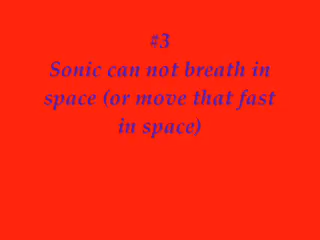 #3
Sonic can not breath in
space (or move that fast
in space)